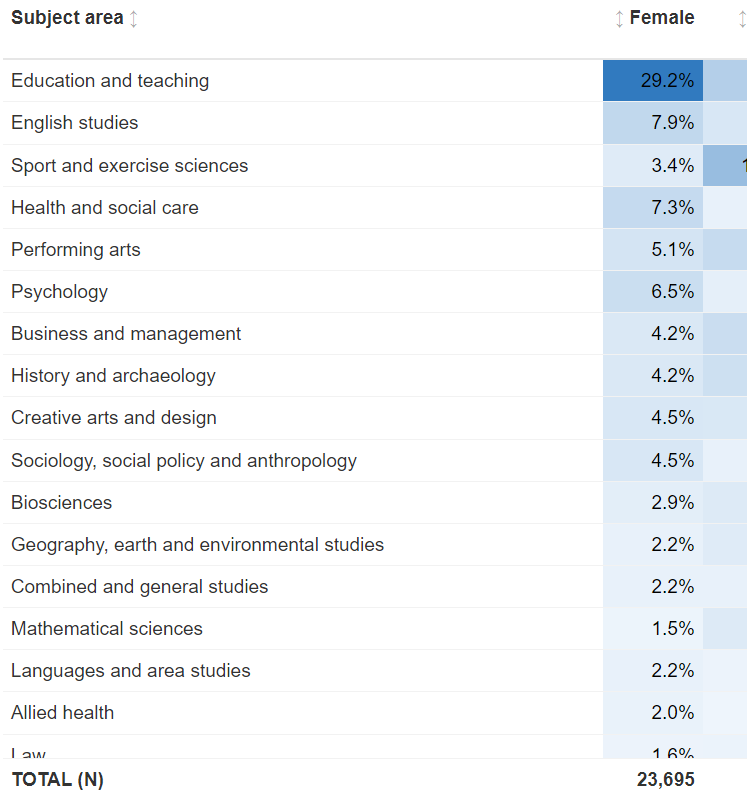 Subject area ↕ ↕ Female ↕
Education and teaching 29.2%
English studies 7.9%
Sport and exercise sciences 3.4% 1
Health and social care 7.3%
Performing arts 5.1%
Psychology 6.5%
Business and management 4.2%
History and archaeology 4.2%
Creative arts and design 4.5%
Sociology, social policy and anthropology 4.5%
Biosciences 2.9%
Geography, earth and environmental studies 2.2%
Combined and general studies 2.2%
Mathematical sciences 1.5%
Languages and area studies 2.2%
Allied health 2.0%
Law 1.6%
TOTAL (N) 23,695